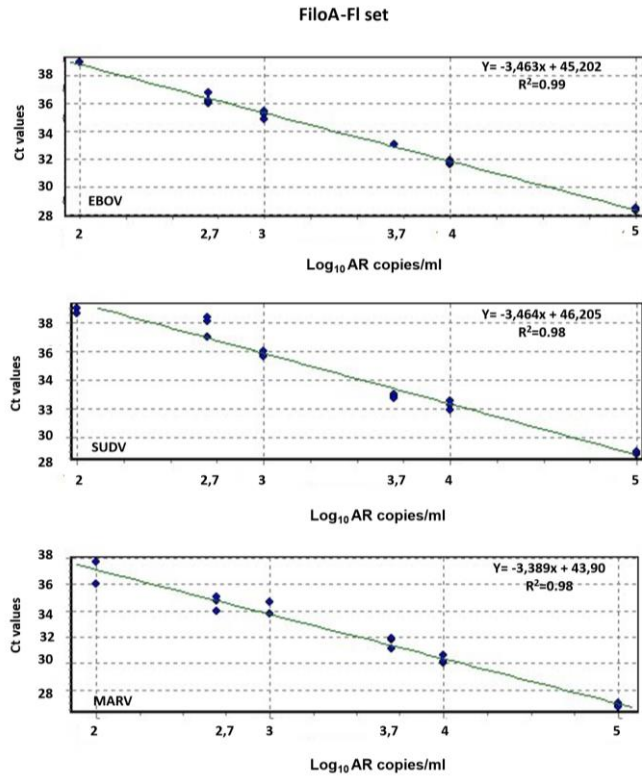 FiloA-Fl set
Y= -3,463x + 45,202
R²=0.99
38
36
34
32
30
28
Ct values
EBOV
2 2,7 3 3,7 4 5
Log₁₀ AR copies/ml
Y= -3,464x + 46,205
R²=0.98
38
36
34
33
30
28
Ct values
SUDV
2 2,7 3 3,7 4 5
Log₁₀ AR copies/ml
Y= -3,389x + 43,90
R²=0.98
38
36
34
32
30
28
Ct values
MARV
2 2,7 3 3,7 4 5
Log₁₀ AR copies/ml